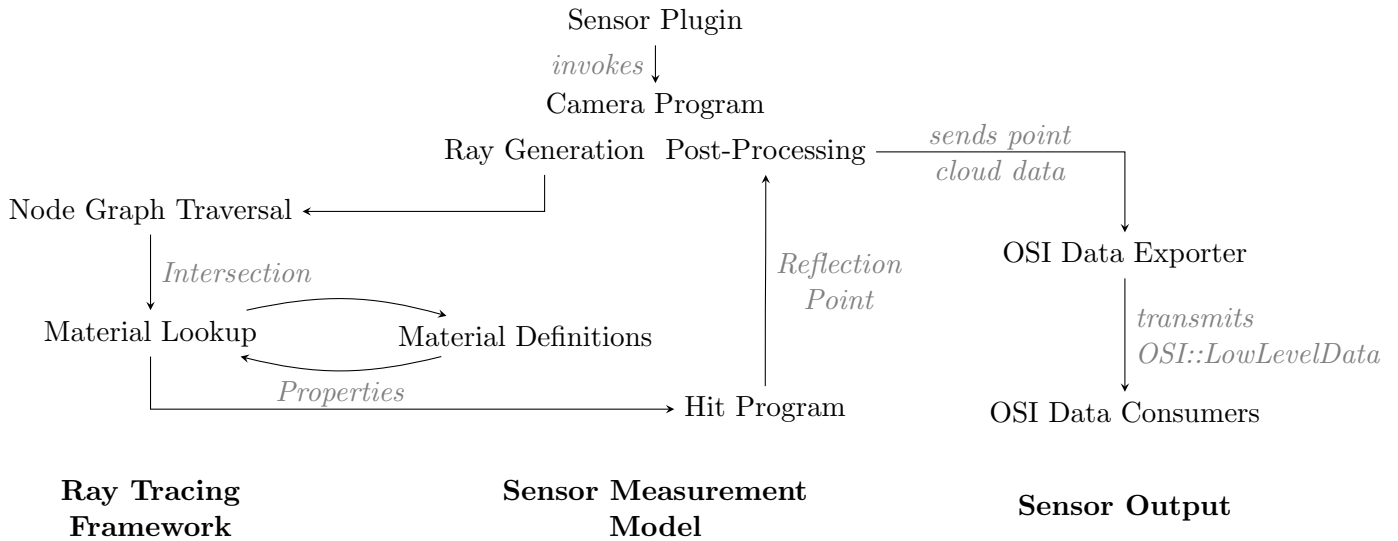 Sensor Plugin
invokes
Camera Program
Ray Generation
Post-Processing
sends point
cloud data
Node Graph Traversal
Intersection
Reflection
Point
OSI Data Exporter
Material Lookup
Material Definitions
transmits
OSI::LowLevelData
Properties
Hit Program
OSI Data Consumers
Ray Tracing
Framework
Sensor Measurement
Model
Sensor Output